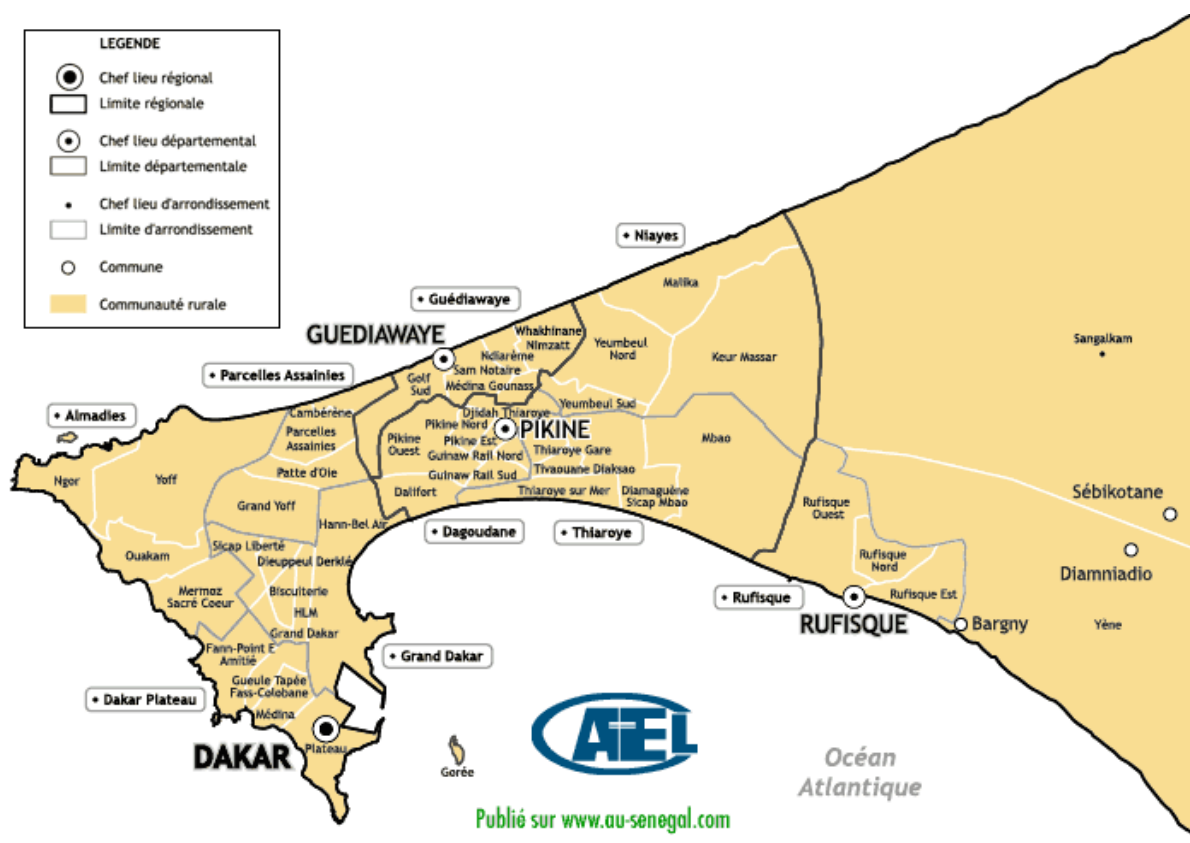 LEGENDE
Chef lieu régional
Limite régionale
Chef lieu départemental
Limite départementale
Chef lieu d'arrondissement
Limite d'arrondissement
Commune
Communauté rurale
• Niayes
Malika
• Guédiawaye
GUEDIAWAYE
Whakhinane
Nimzatt
Ndiarème
Sam Notaire
Médina Gounass
Golf
Sud
Yeumbeul
Nord
Keur Massar
Sangalkam
• Parcelles Assainies
• Almadies
Cambérène
Parcelles
Assainies
Patte d'Oie
Yeumbeul Sud
Djidah Thiaroye
Pikine Nord
PIKINE
Pikine
Ouest
Pikine Est
Guinaw Rail Nord
Guinaw Rail Sud
Thiaroye Gare
Tivaouane Diaksao
Thiaroye sur Mer
Diamaguène
Sicap Mbao
Mbao
Dalifort
Ngor
Yoff
Grand Yoff
Hann-Bel Air
Ouakam
Sicap Liberté
Dieuppeul Derklé
Mermoz
Sacré Coeur
Biscuiterie
HLM
Grand Dakar
Fann-Point E
Amitié
Gueule Tapée
Fass-Colobane
Médina
Plateau
• Dagoudane
• Thiaroye
Rufisque
Ouest
Rufisque
Nord
Rufisque Est
• Rufisque
RUFISQUE
Sébikotane
Diamniadio
Bargny
Yène
• Grand Dakar
• Dakar Plateau
DAKAR
Gorée
ATEL
Océan
Atlantique
Publié sur www.au-senegal.com